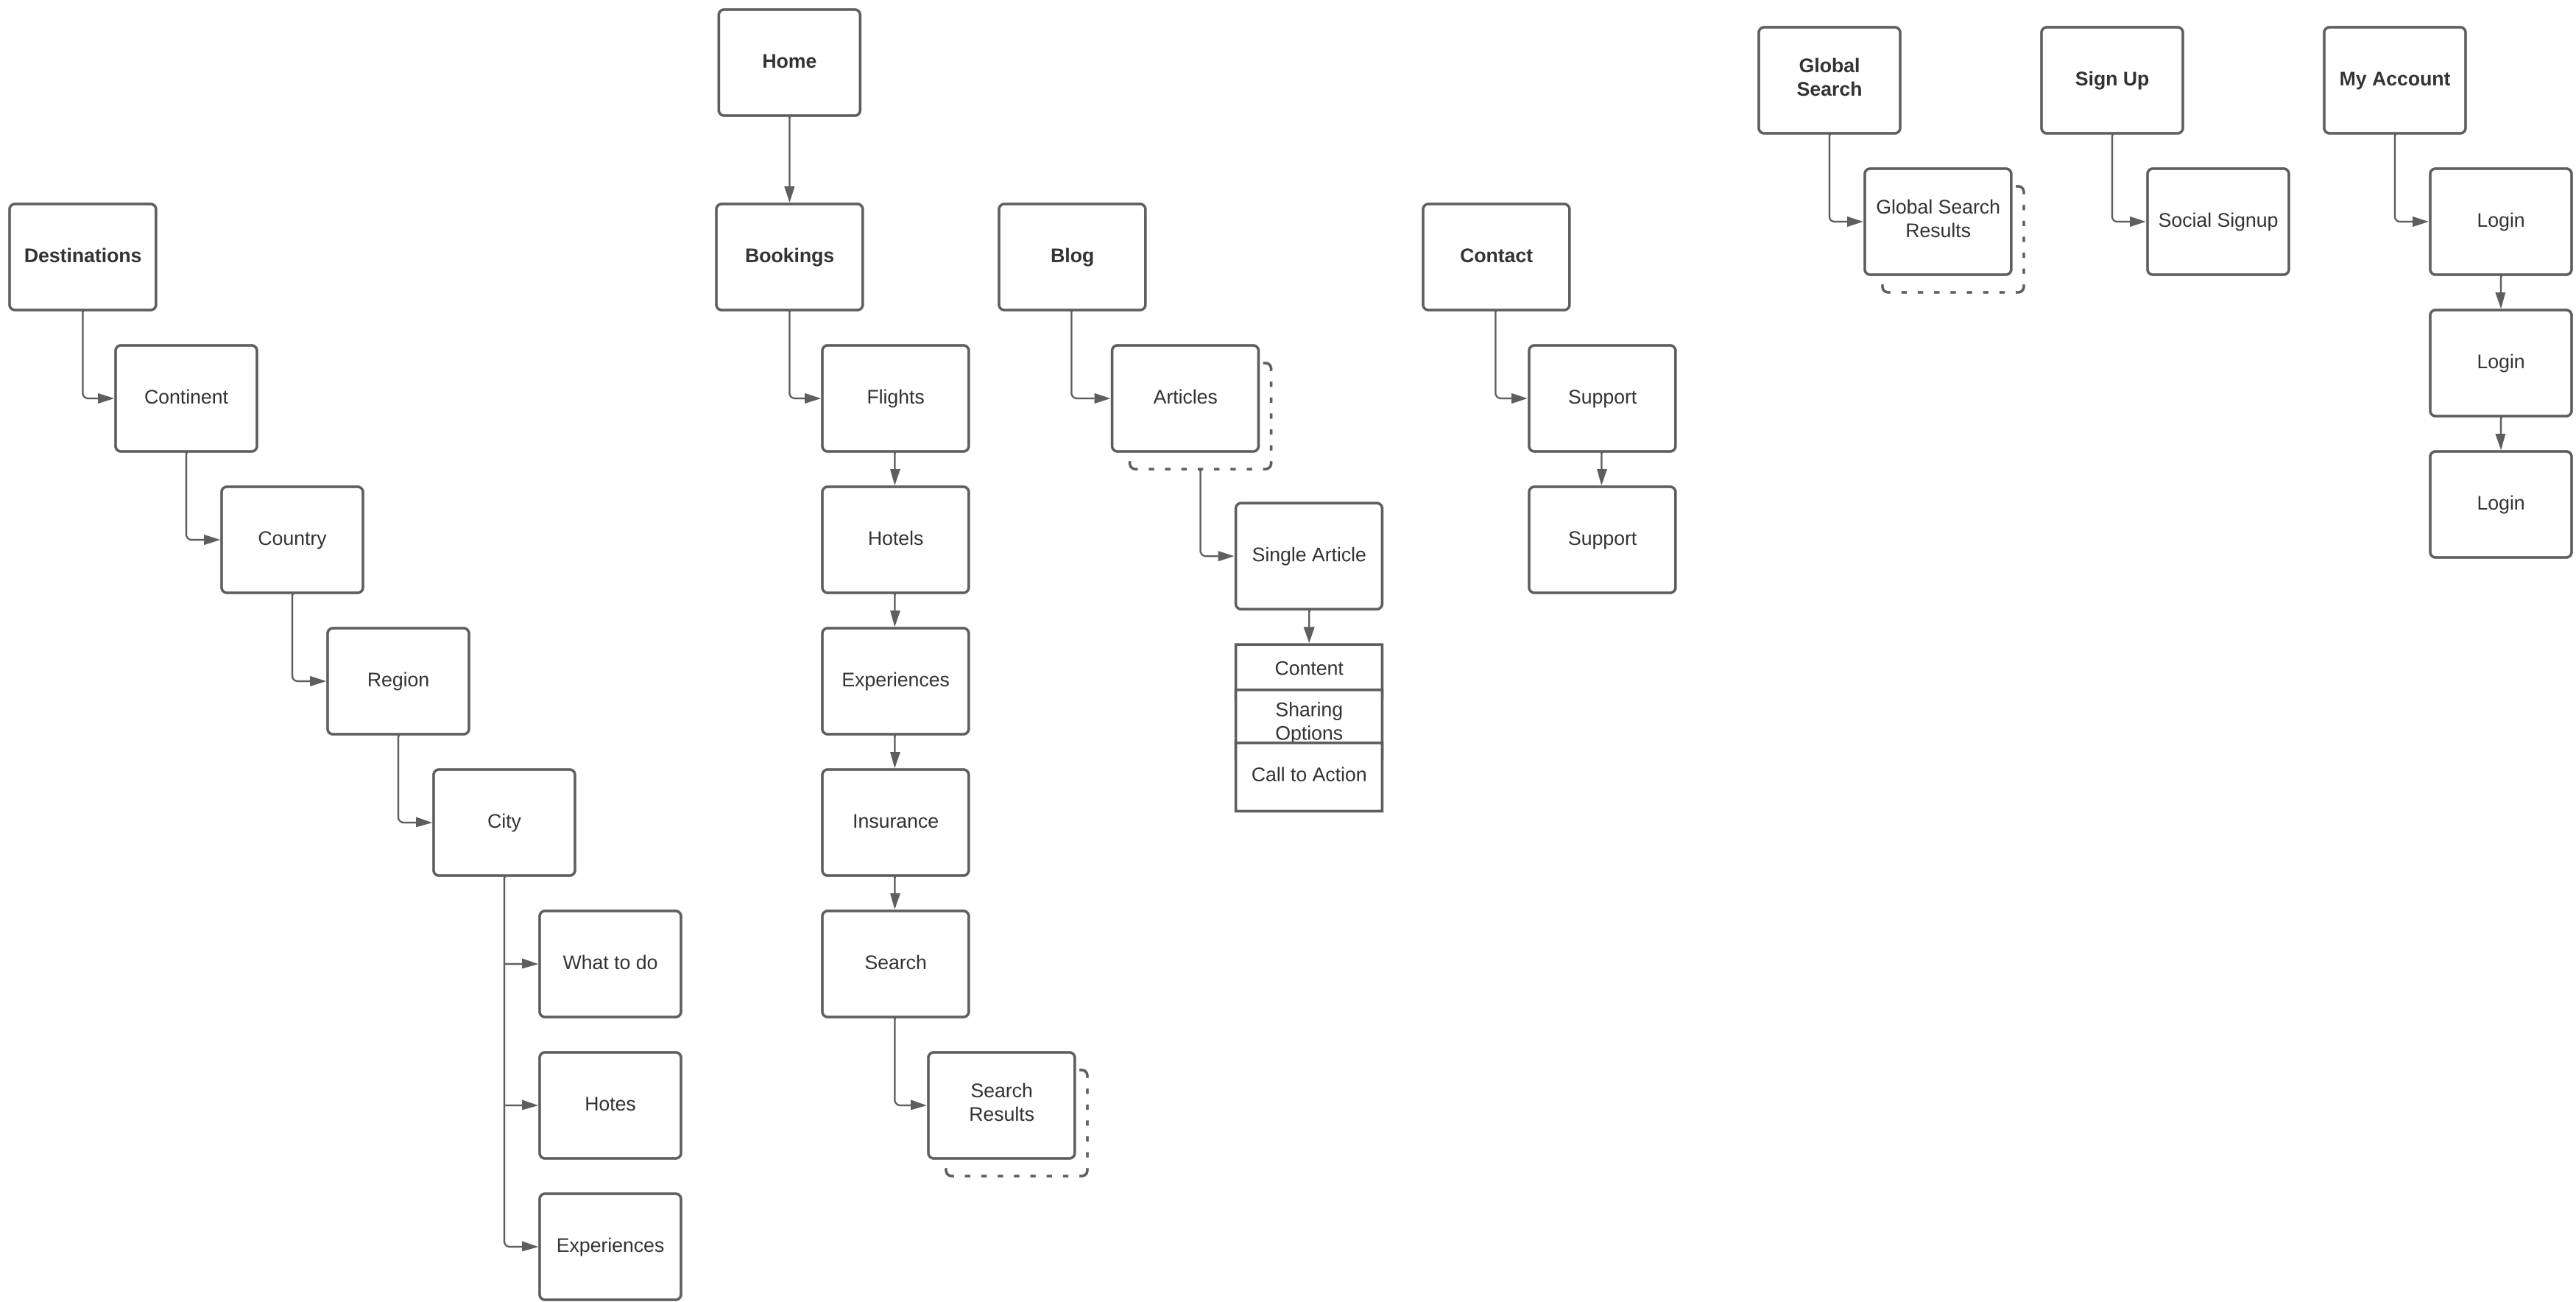 Home
Global
Search
Sign Up
My Account
Global Search
Results
Social Signup
Login
Destinations
Bookings
Blog
Contact
Login
Continent
Flights
Articles
Support
Login
Country
Hotels
Single Article
Support
Region
Experiences
Content
Sharing
Options
Call to Action
City
Insurance
What to do
Search
Hotes
Search
Results
Experiences